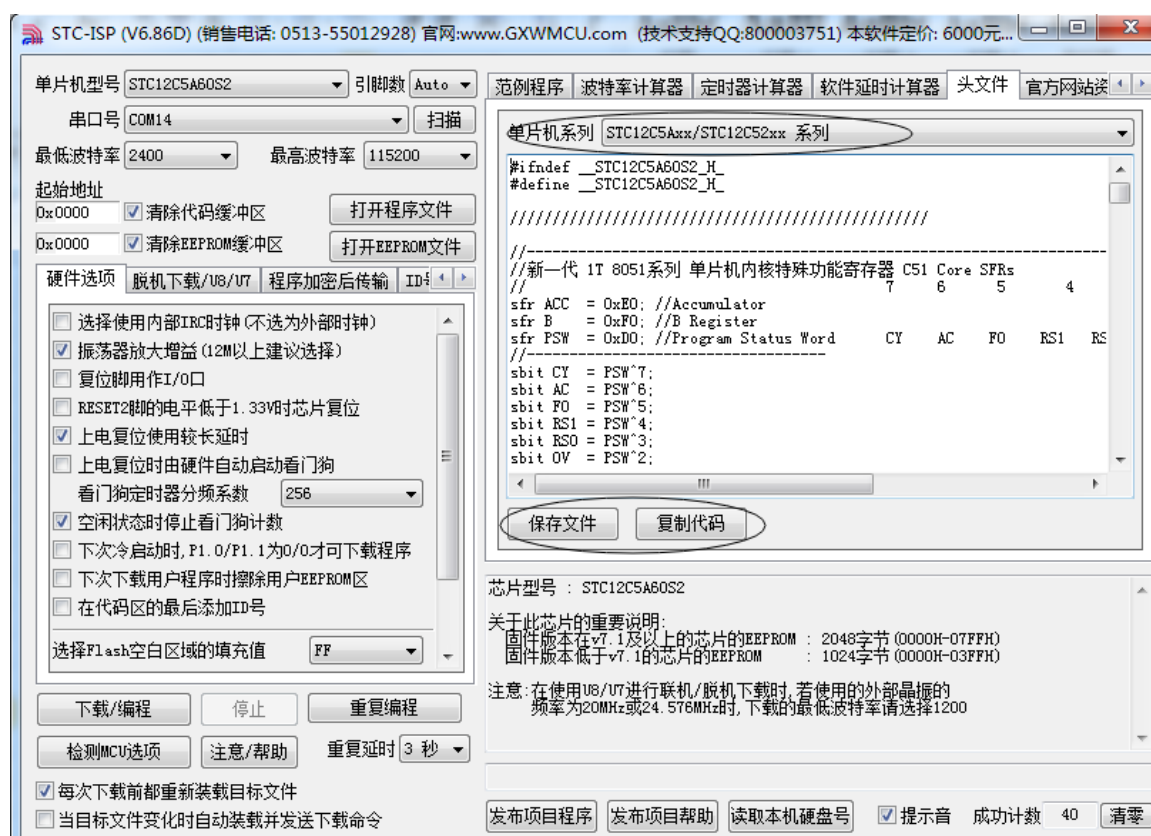 STC-ISP (V6.86D) (销售电话: 0513-55012928) 官网:www.GXWMCU.com (技术支持QQ:800003751) 本软件定价: 6000元...
单片机型号 STC12C5A60S2 引脚数 Auto
串口号 COM14 扫描
最低波特率 2400 最高波特率 115200
起始地址
0x0000 清除代码缓冲区 打开程序文件
0x0000 清除EEPROM缓冲区 打开EEPROM文件
硬件选项 脱机下载/U8/U7 程序加密后传输
选择使用内部IRC时钟(不选为外部时钟)
振荡器放大增益(12M以上建议选择)
复位脚用作I/O口
RESET2脚的电平低于1.33V时芯片复位
上电复位使用较长延时
上电复位时由硬件自动启动看门狗
看门狗定时器分频系数 256
空闲状态时停止看门狗计数
下次冷启动时,P1.0/P1.1为0/0才可下载程序
下次下载用户程序时擦除用户EEPROM区
在代码区的最后添加ID号
选择Flash空白区域的填充值 FF
下载/编程 停止 重复编程
检测MCU选项 注意/帮助 重复延时 3 秒
每次下载前都重新装载目标文件
当目标文件变化时自动装载并发送下载命令
范例程序 波特率计算器 定时器计算器 软件延时计算器 头文件 官方网站资
单片机系列 STC12C5Axx/STC12C52xx 系列
#ifndef __STC12C5A60S2_H_
#define __STC12C5A60S2_H_
/////////////////////////////////////////////////
//--------------------------------------------------------------------
//新一代 1T 8051系列 单片机内核特殊功能寄存器 C51 Core SFRs
// 7 6 5 4
sfr ACC = 0xE0; //Accumulator
sfr B = 0xF0; //B Register
sfr PSW = 0xD0; //Program Status Word CY AC F0 RS1 RS
//-----------------------------------
sbit CY = PSW^7;
sbit AC = PSW^6;
sbit F0 = PSW^5;
sbit RS1 = PSW^4;
sbit RS0 = PSW^3;
sbit OV = PSW^2;
保存文件 复制代码
芯片型号 : STC12C5A60S2
关于此芯片的重要说明:
固件版本在v7.1及以上的芯片的EEPROM : 2048字节(0000H-07FFH)
固件版本低于v7.1的芯片的EEPROM : 1024字节(0000H-03FFH)
注意:在使用U8/U7进行联机/脱机下载时,若使用的外部晶振的
频率为20MHz或24.576MHz时,下载的最低波特率请选择1200
发布项目程序 发布项目帮助 读取本机硬盘号 提示音 成功计数 40 清零